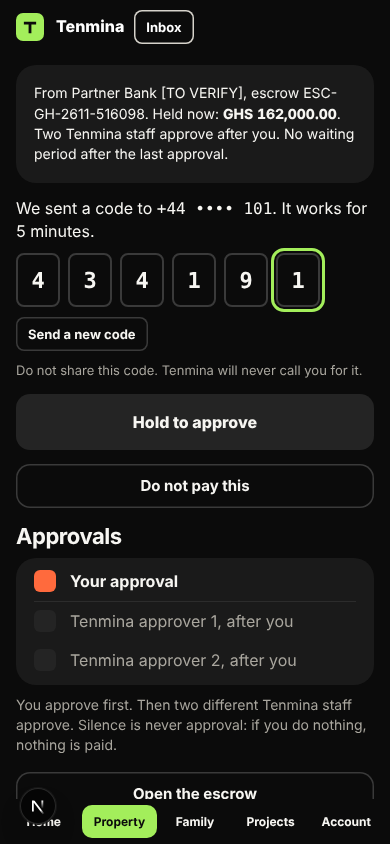 T
Tenmina
Inbox
From Partner Bank [TO VERIFY], escrow ESC-
GH-2611-516098. Held now: GHS 162,000.00.
Two Tenmina staff approve after you. No waiting
period after the last approval.
We sent a code to +44 •••• 101. It works for
5 minutes.
4 3 4 1 9 1
Send a new code
Do not share this code. Tenmina will never call you for it.
Hold to approve
Do not pay this
Approvals
Your approval
Tenmina approver 1, after you
Tenmina approver 2, after you
You approve first. Then two different Tenmina staff
approve. Silence is never approval: if you do nothing,
nothing is paid.
Open the escrow
N
Property Family Projects Account